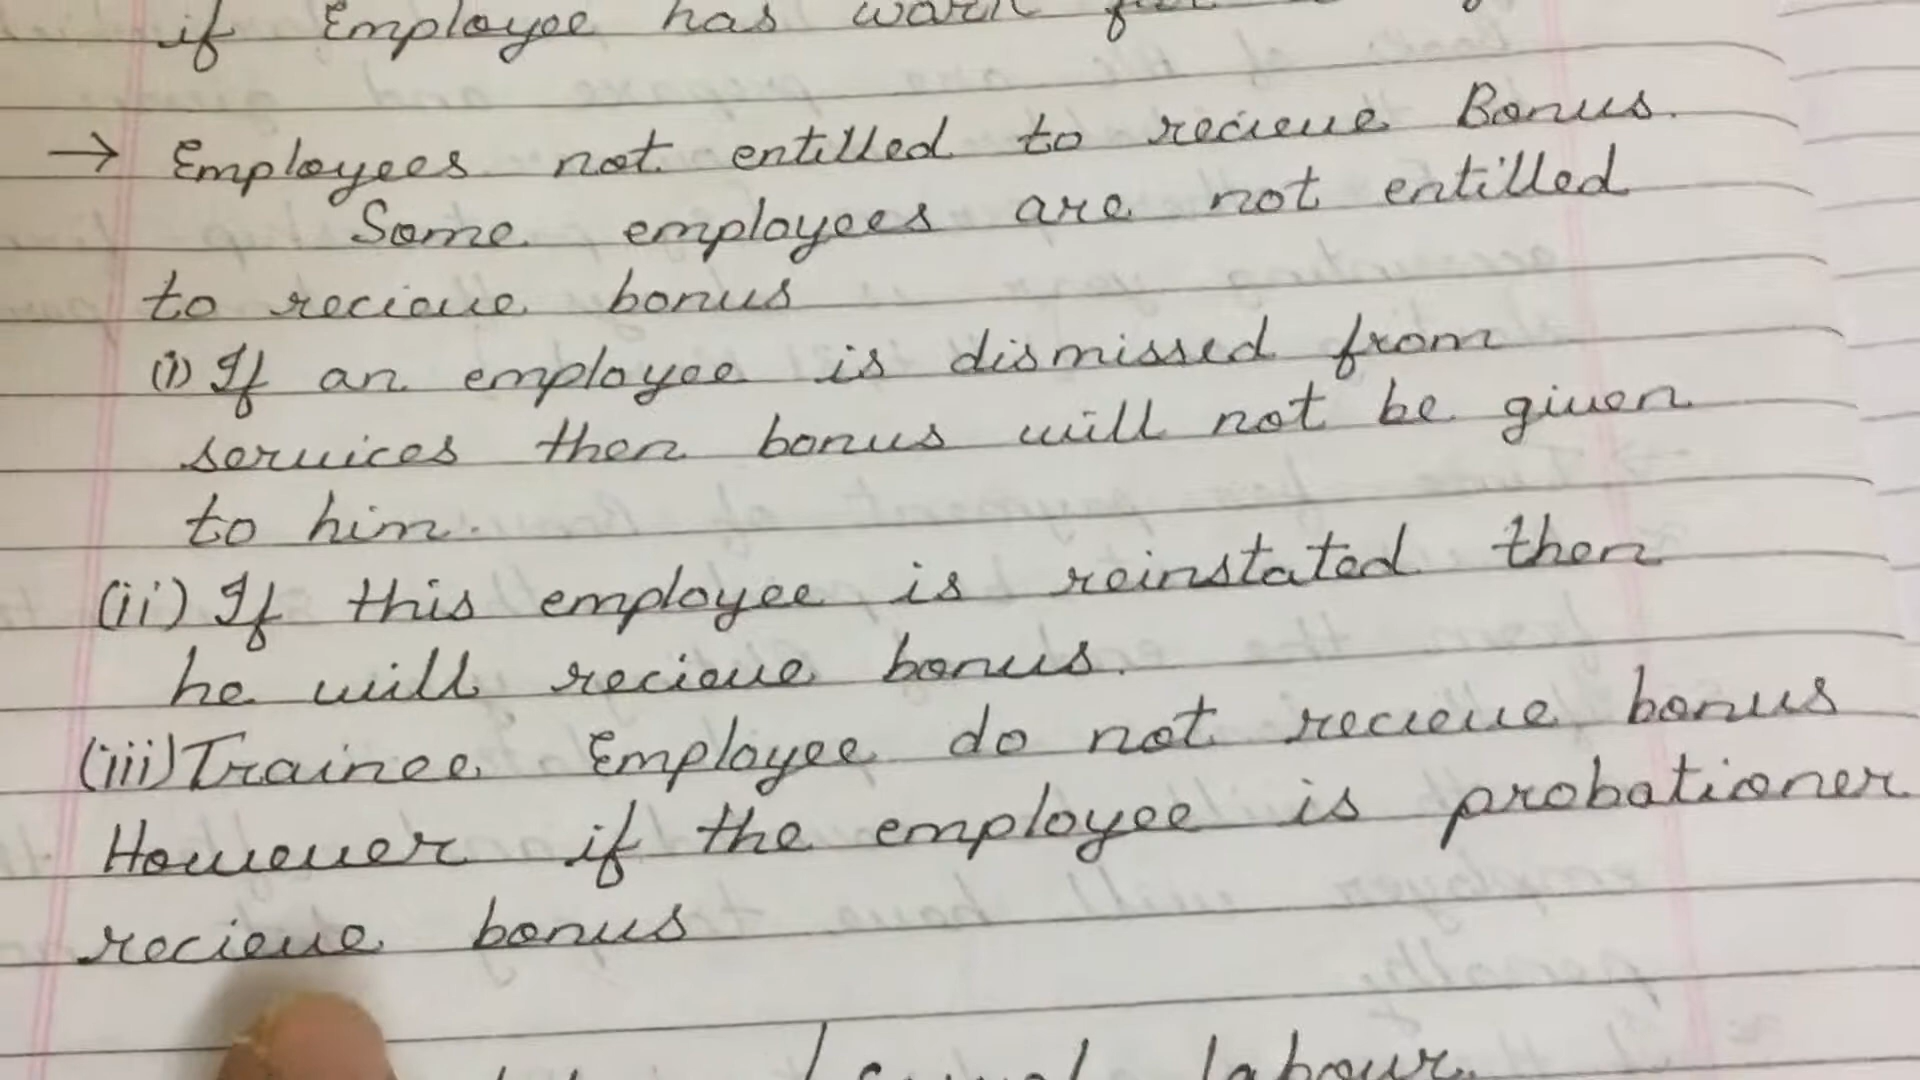 if Employee has work
→ Employees not entilled to recieve Bonus.
Some employees are not entilled
to recieve bonus
(i) If an employee is dismissed from
services then bonus will not be given
to him.
(ii) If this employee is reinstated then
he will recieve bonus.
(iii) Trainee Employee do not recieve bonus
However if the employee is probationer
recieve bonus
labour